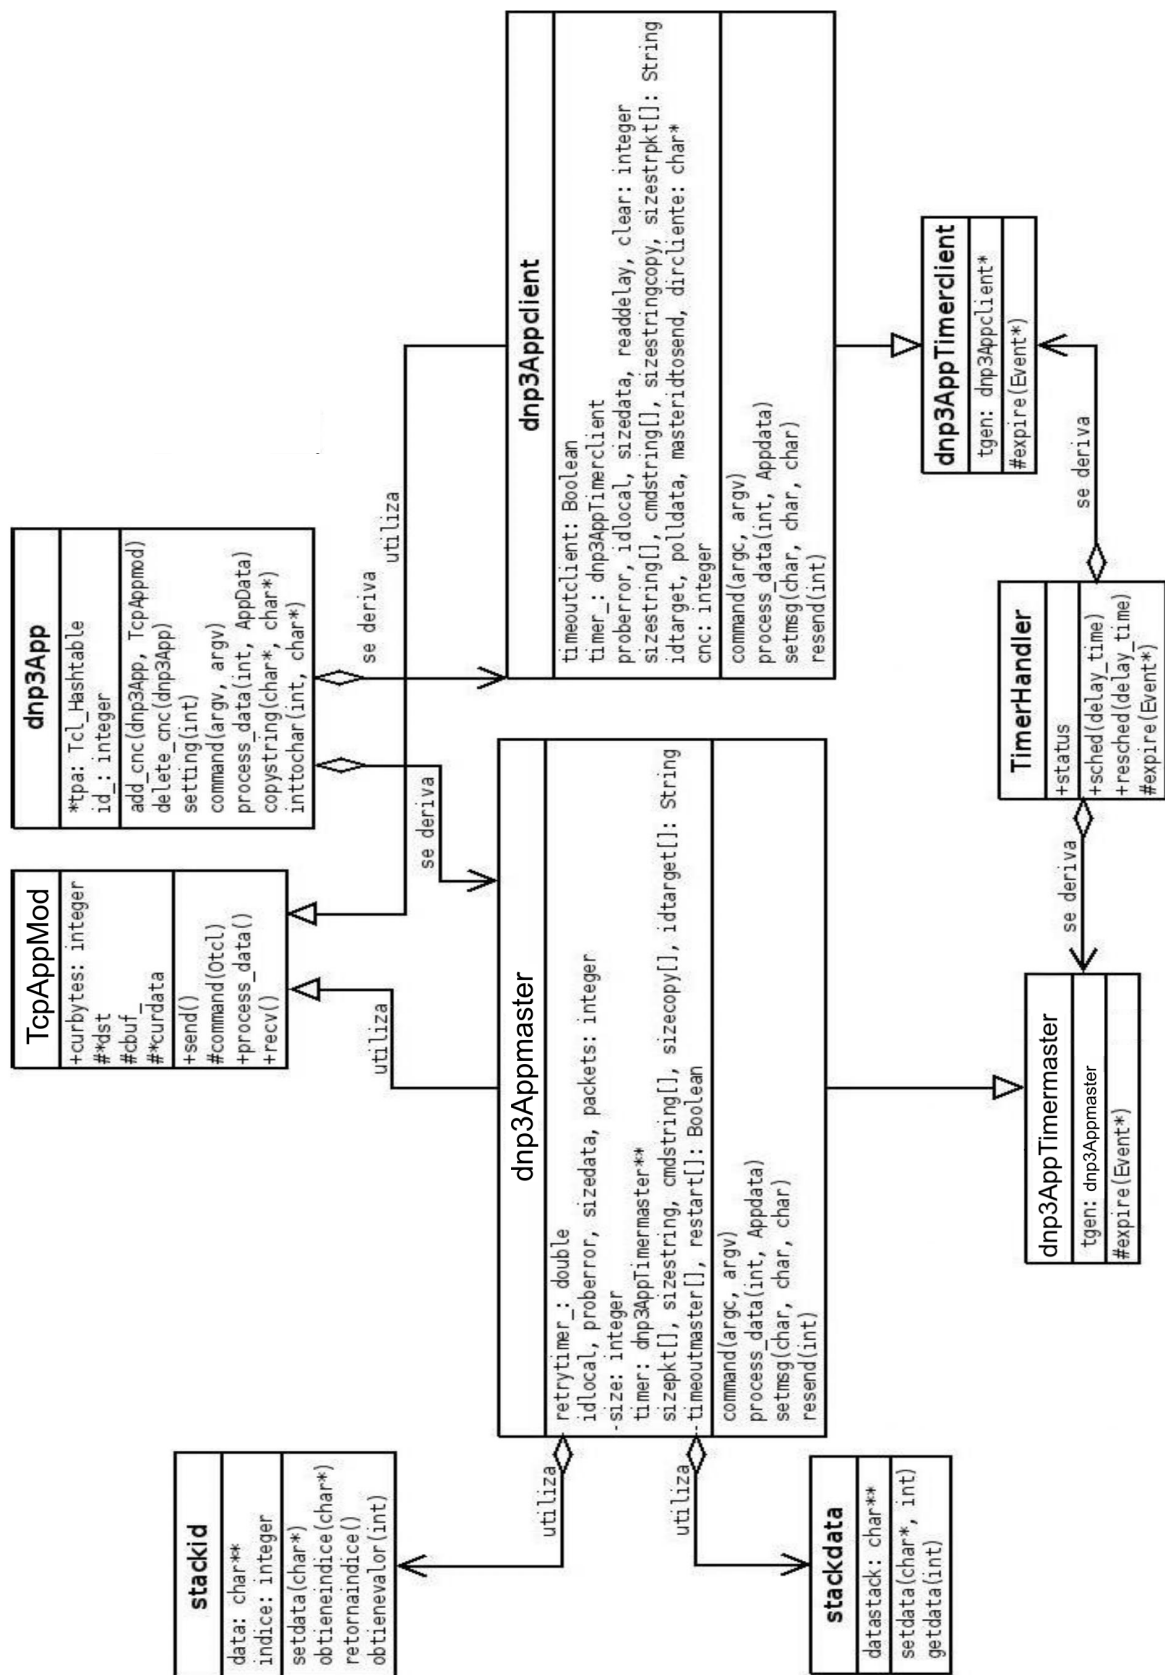 stackid
data: char**
indice: integer
setdata(char*)
obtieneindice(char*)
retornaindice()
obtienevalor(int)
utiliza
TcpAppMod
+curbytes: integer
#*dst
#cbuf_
#*curdata
+send()
#command(Otcl)
+process_data()
+recv()
utiliza
dnp3App
*tpa: Tcl_Hashtable
id_: integer
add_cnc(dnp3App, TcpAppmod)
delete_cnc(dnp3App)
setting(int)
command(argv, argv)
process_data(int, AppData)
copystring(char*, char*)
inttochar(int, char*)
se deriva
se deriva
utiliza
dnp3Appmaster
retrytimer_: double
idlocal, proberror, sizedata, packets: integer
-size: integer
timer: dnp3AppTimermaster**
sizepkt[], sizestring, cmdstring[], sizecopy[], idtarget[]: String
-timeoutmaster[], restart[]: Boolean
command(argc, argv)
process_data(int, Appdata)
setmsg(char, char, char)
resend(int)
dnp3Appclient
timeoutclient: Boolean
timer_: dnp3AppTimerclient
proberror, idlocal, sizedata, readdelay, clear: integer
sizestring[], cmdstring[], sizestringcopy, sizestrpkt[]: String
idtarget, polldata, masteridtosend, dircliente: char*
cnc: integer
command(argc, argv)
process_data(int, Appdata)
setmsg(char, char, char)
resend(int)
utiliza
stackdata
datastack: char**
setdata(char*, int)
getdata(int)
dnp3AppTimermaster
tgen: dnp3Appmaster
#expire(Event*)
se deriva
TimerHandler
+status
+sched(delay_time)
+resched(delay_time)
#expire(Event*)
se deriva
dnp3AppTimerclient
tgen: dnp3Appclient*
#expire(Event*)